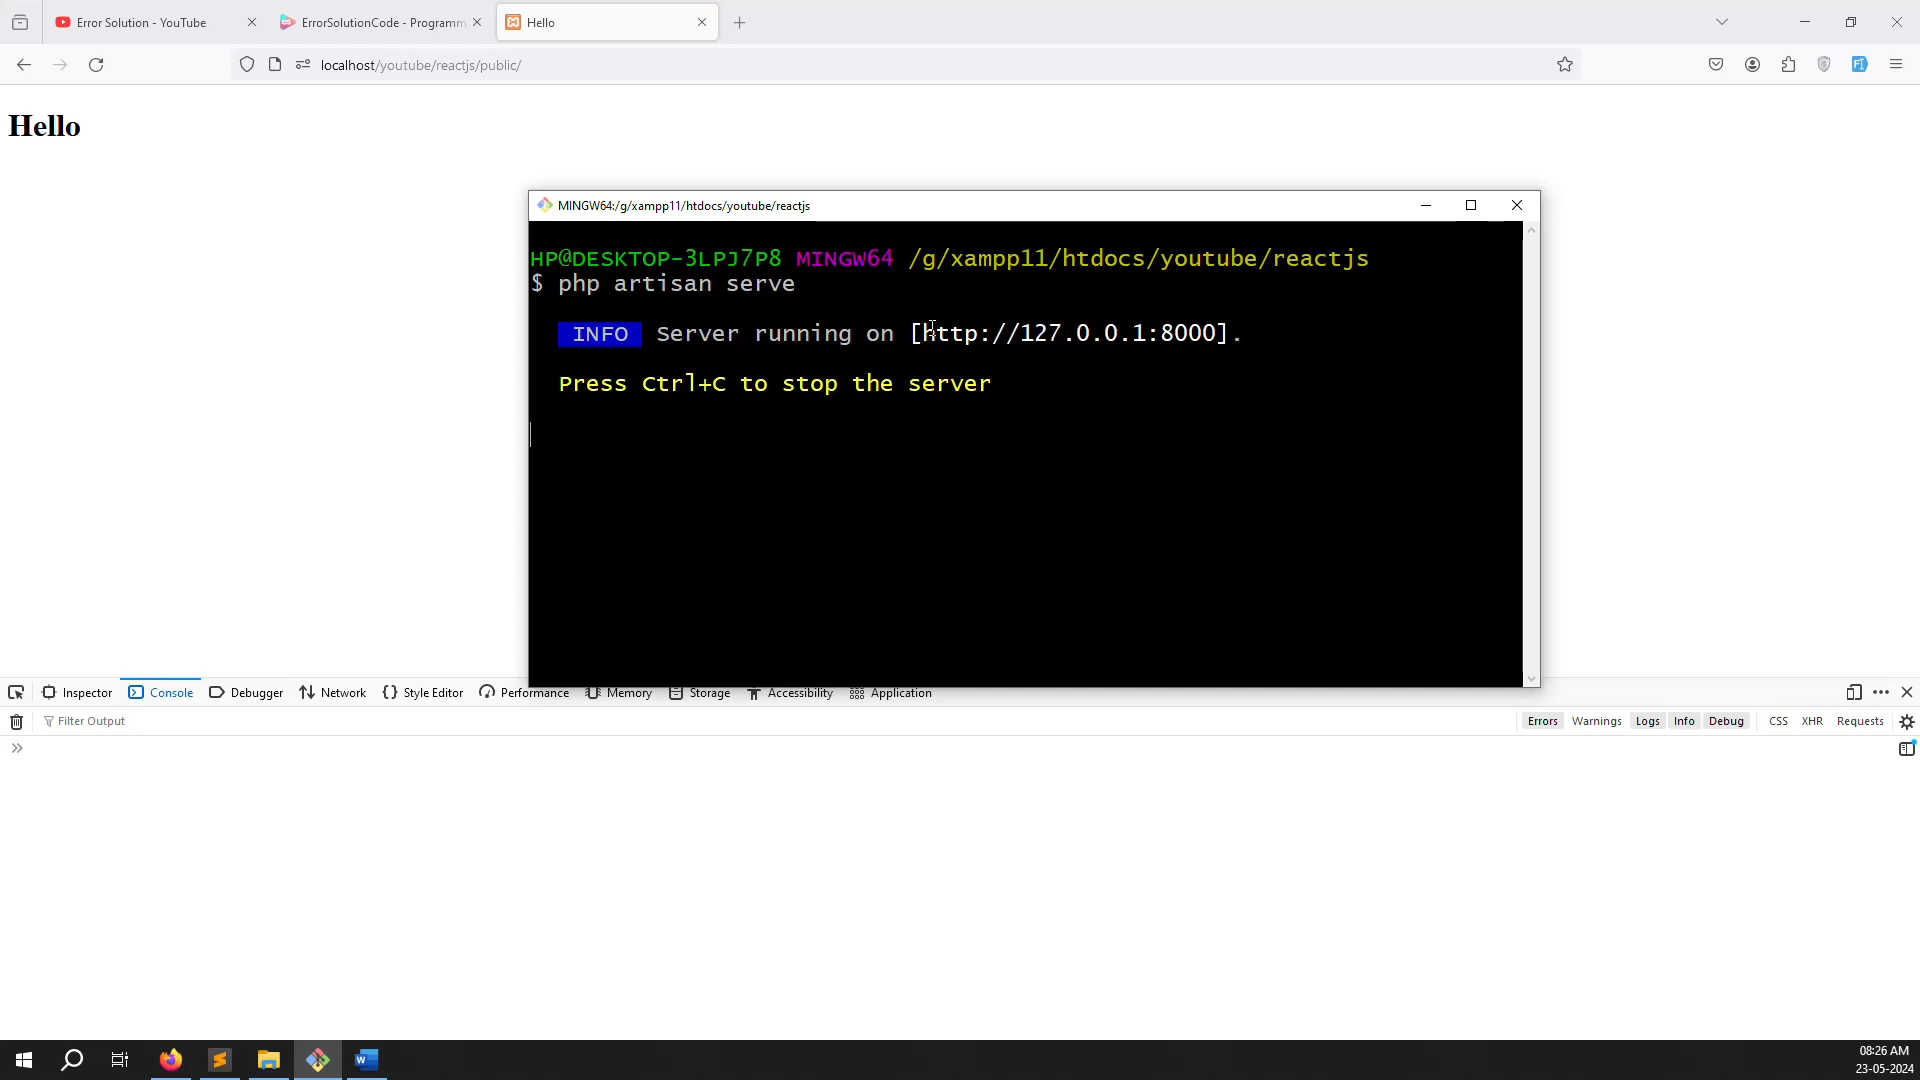 Error Solution - YouTube
ErrorSolutionCode - Programm
Hello
localhost/youtube/reactjs/public/
Hello
MINGW64:/g/xampp11/htdocs/youtube/reactjs
HP@DESKTOP-3LPJ7P8 MINGW64 /g/xampp11/htdocs/youtube/reactjs
$ php artisan serve
INFO Server running on [http://127.0.0.1:8000].
Press Ctrl+C to stop the server
Inspector Console Debugger Network Style Editor Performance Memory Storage Accessibility Application
Filter Output
Errors Warnings Logs Info Debug CSS XHR Requests
08:26 AM
23-05-2024